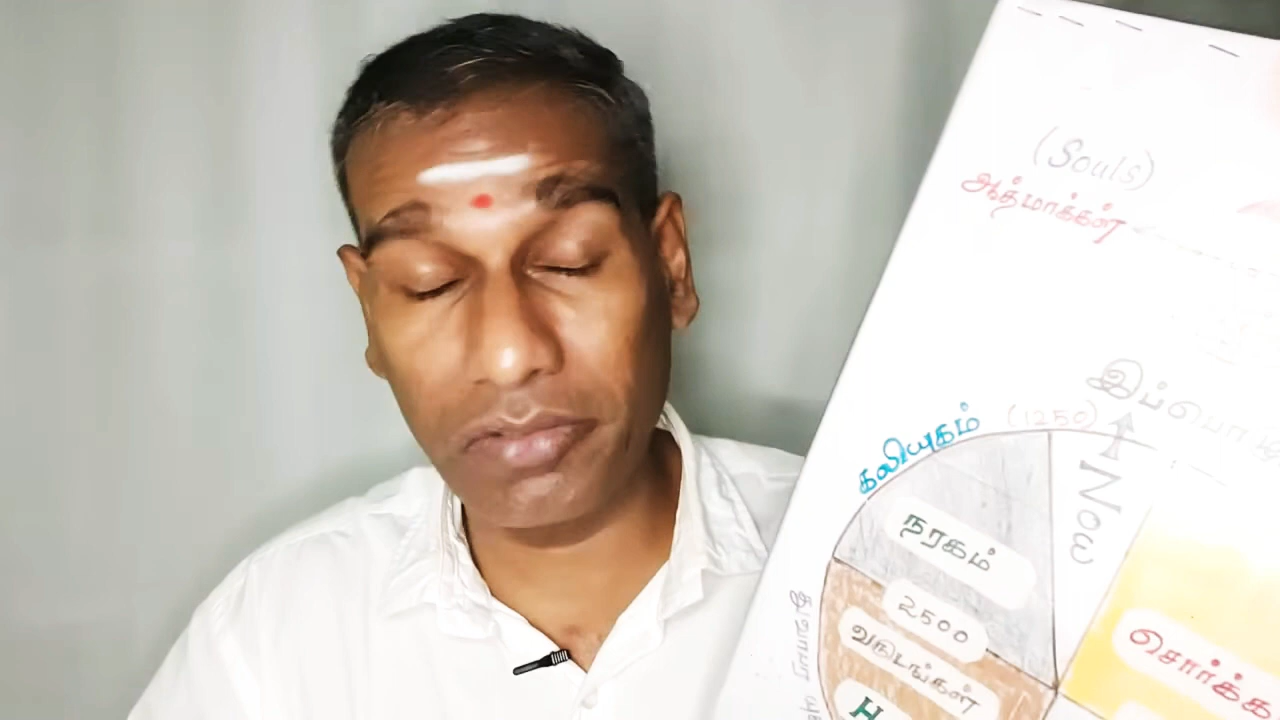 (Souls)
ஆத்மாக்கள்
இப்பொழு
Now
(1250)
கலியுகம்
நரகம்
2500
வருடங்கள்
H
சொர்க்க